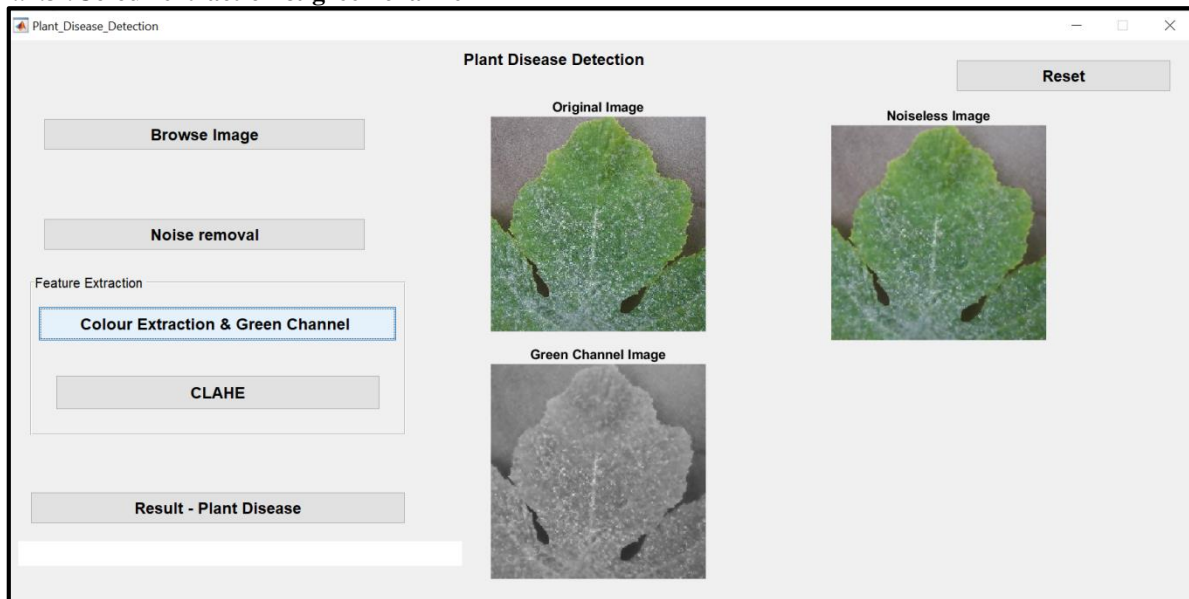 Plant_Disease_Detection
Plant Disease Detection
Reset
Original Image
Noiseless Image
Browse Image
Noise removal
Feature Extraction
Colour Extraction & Green Channel
Green Channel Image
CLAHE
Result - Plant Disease